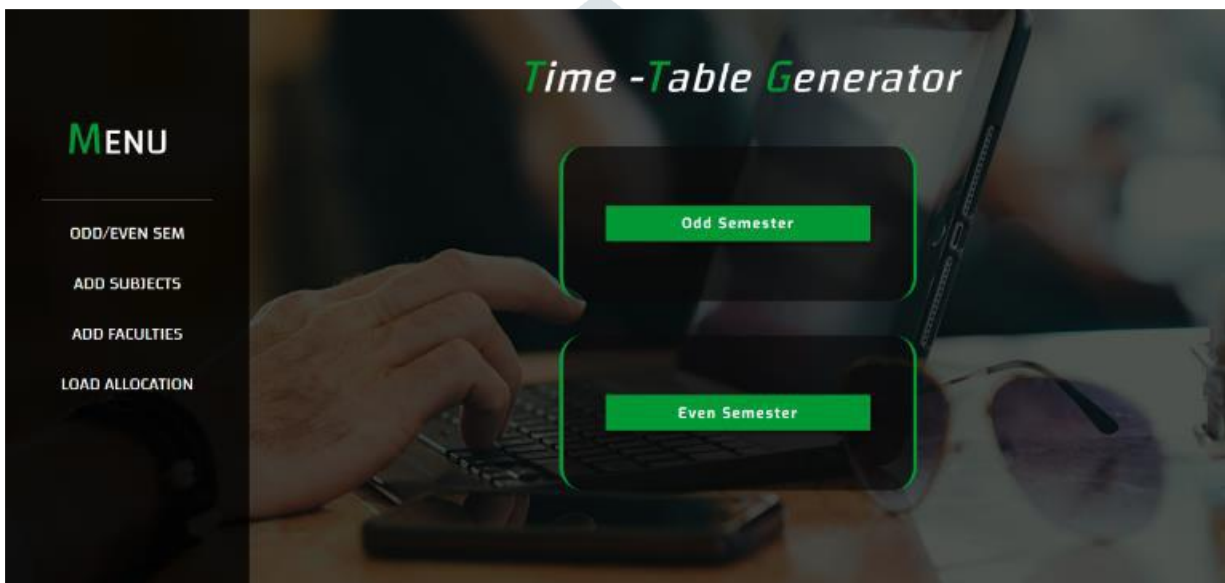 Time -Table Generator
MENU
ODD/EVEN SEM
ADD SUBJECTS
ADD FACULTIES
LOAD ALLOCATION
Odd Semester
Even Semester